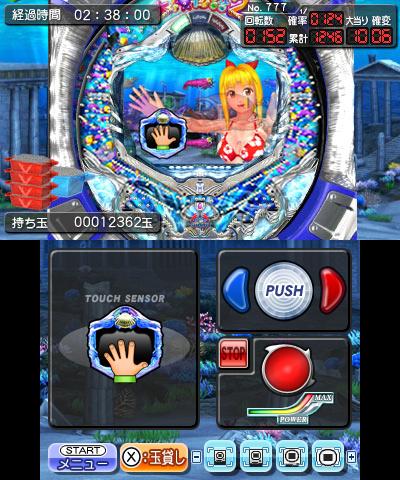 経過時間 02:38:00
No. 777
回転数 確率 0124 大当り 確変
0152 累計 1246 10 06
持ち玉 00012362玉
TOUCH SENSOR
PUSH
STOP
MAX
POWER
START
メニュー
X:玉貸し